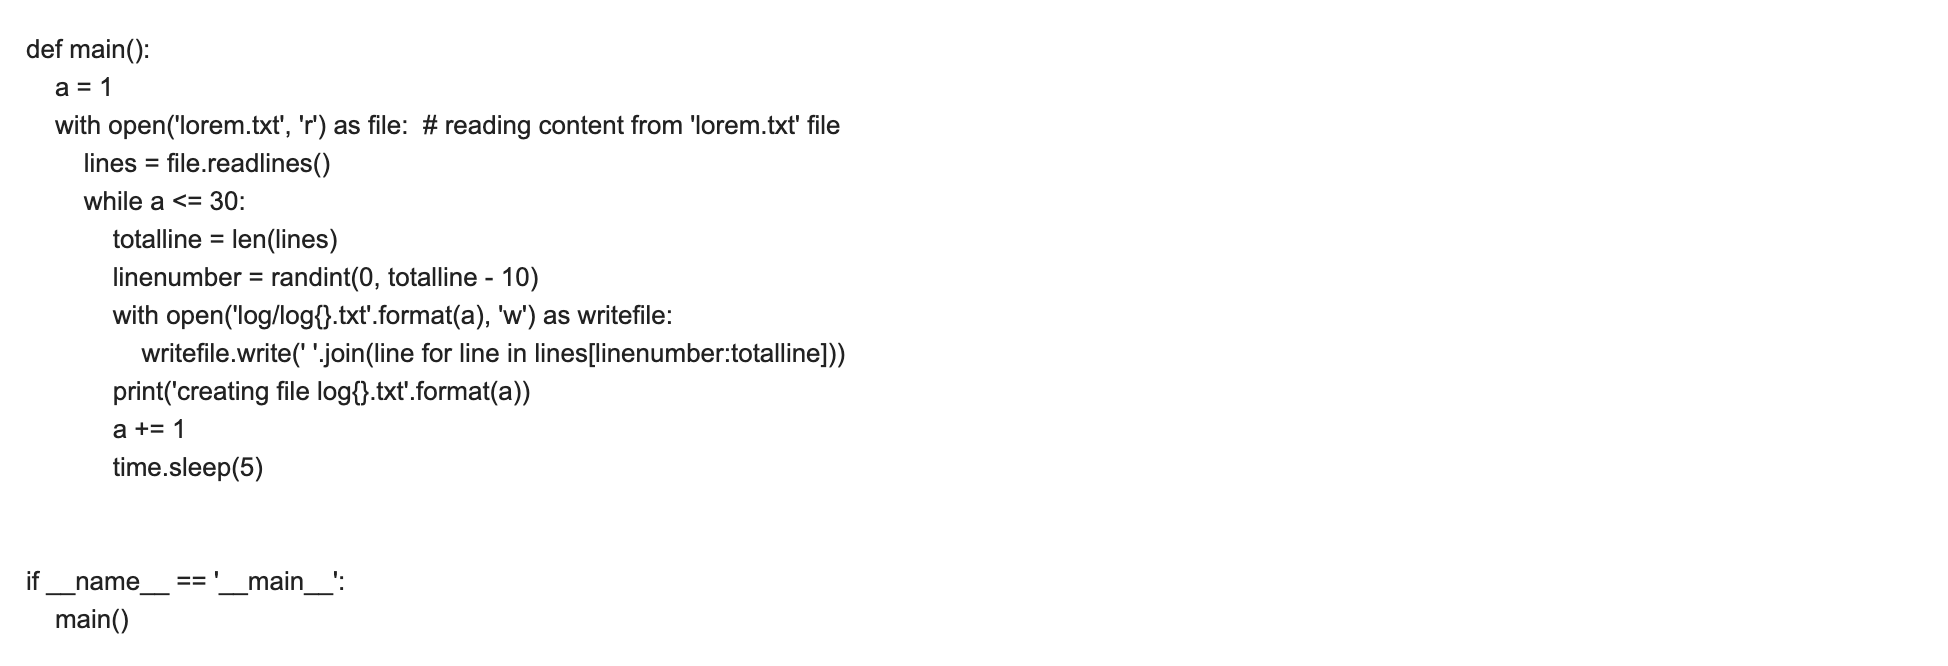 def main():
    a = 1
    with open('lorem.txt', 'r') as file:  # reading content from 'lorem.txt' file
        lines = file.readlines()
        while a <= 30:
            totalline = len(lines)
            linenumber = randint(0, totalline - 10)
            with open('log/log{}.txt'.format(a), 'w') as writefile:
                writefile.write(' '.join(line for line in lines[linenumber:totalline]))
            print('creating file log{}.txt'.format(a))
            a += 1
            time.sleep(5)
if __name__ == '__main__':
    main()